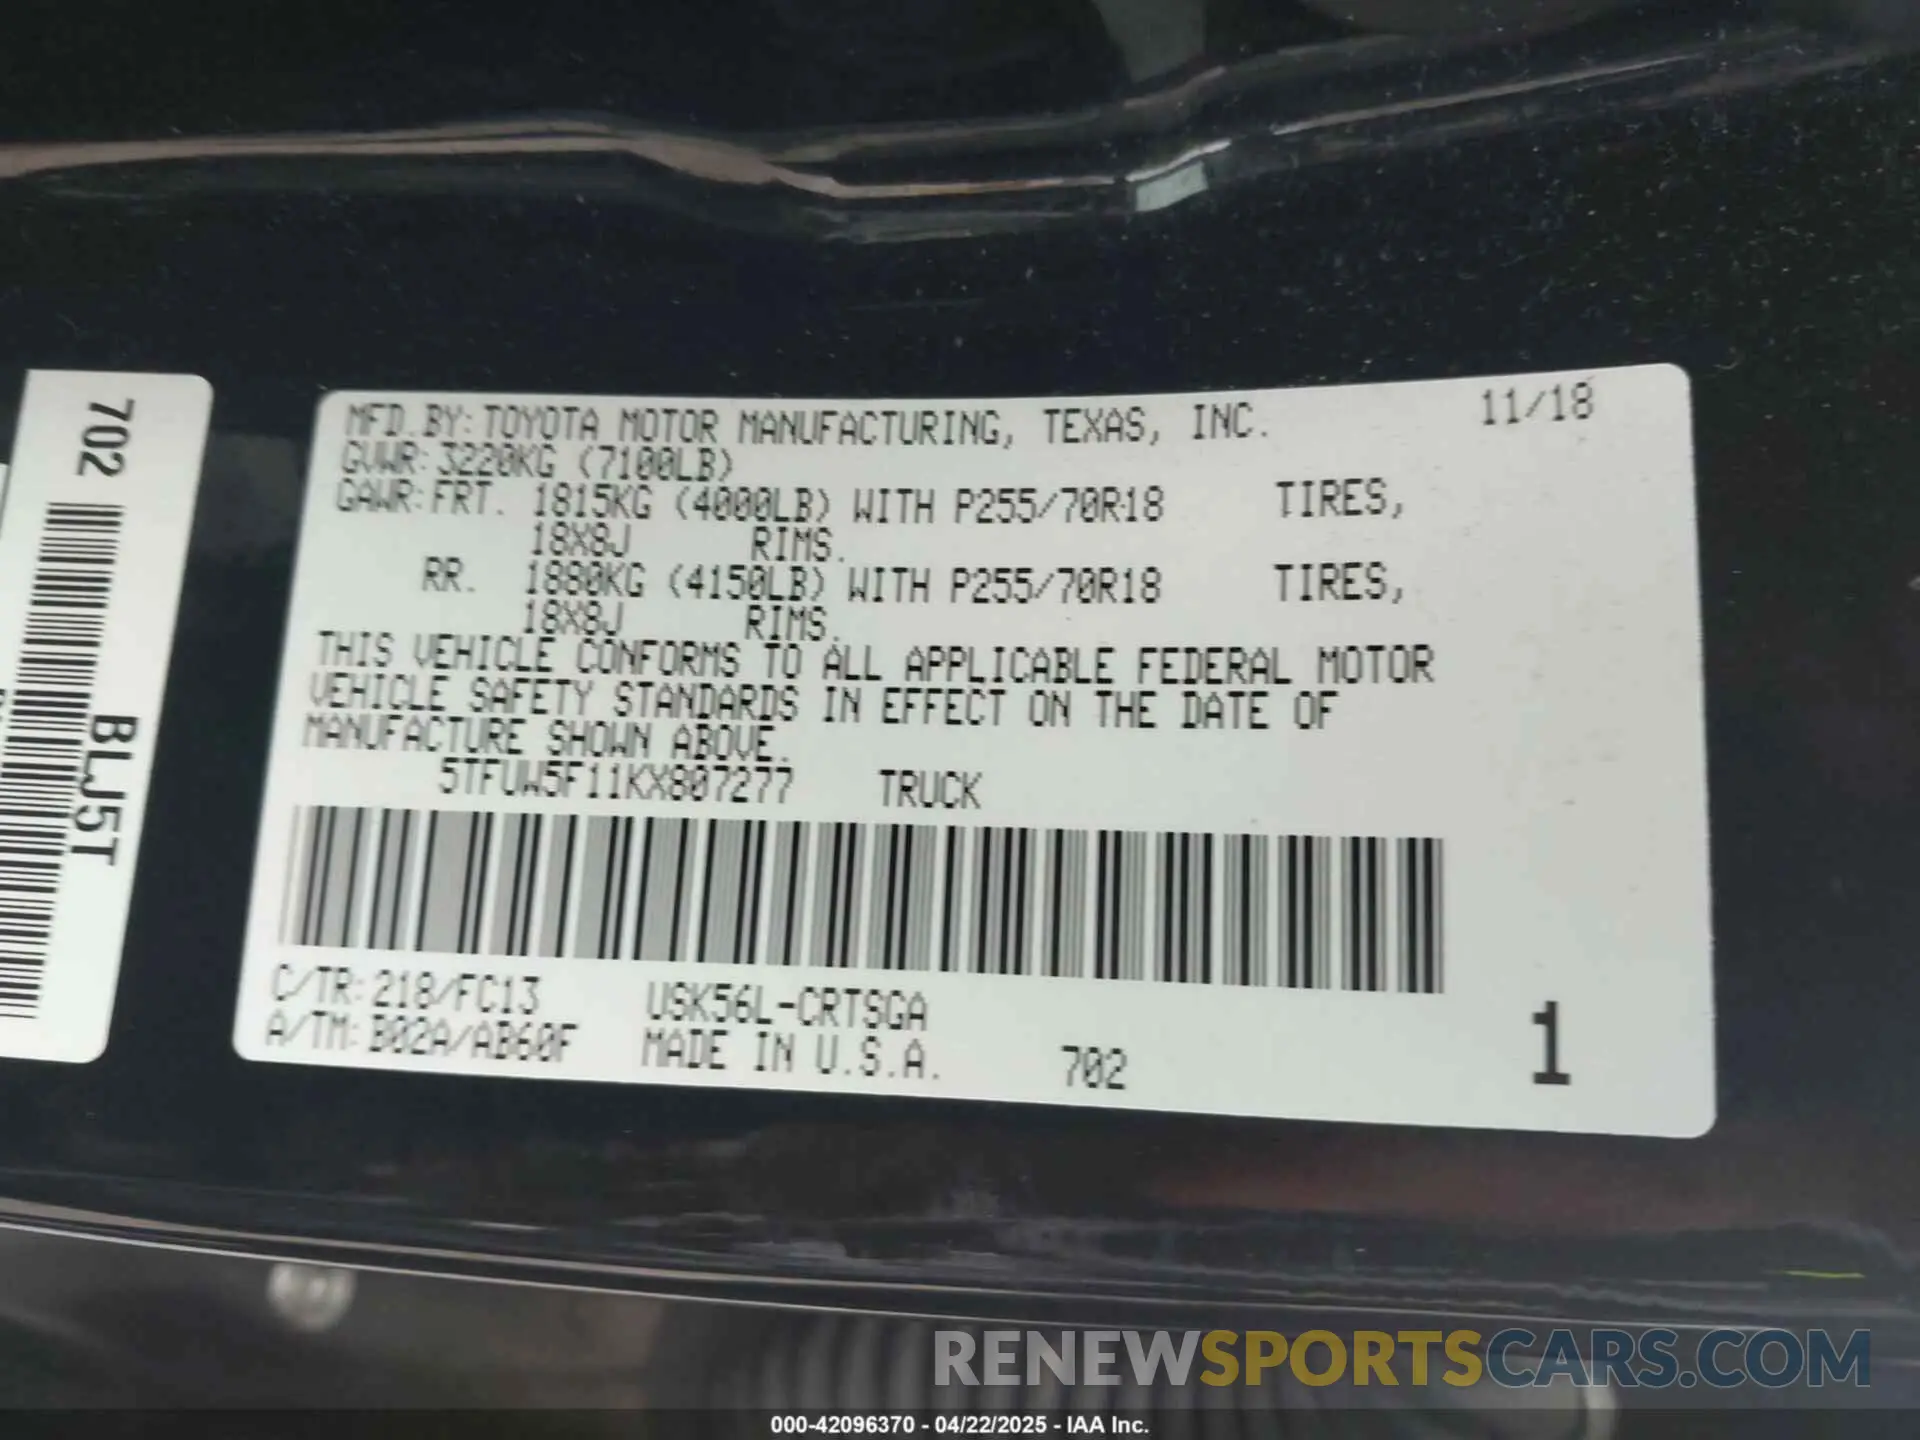 MFD.BY:TOYOTA MOTOR MANUFACTURING, TEXAS, INC. 11/18
GVWR:3220KG (7100LB)
GAWR:FRT. 1815KG (4000LB) WITH P255/70R18 TIRES,
18X8J RIMS.
RR. 1880KG (4150LB) WITH P255/70R18 TIRES,
18X8J RIMS.
THIS VEHICLE CONFORMS TO ALL APPLICABLE FEDERAL MOTOR
VEHICLE SAFETY STANDARDS IN EFFECT ON THE DATE OF
MANUFACTURE SHOWN ABOVE.
5TFUW5F11KX807277 TRUCK
C/TR:218/FC13 USK56L-CRTSGA
A/TM:B02A/AB60F MADE IN U.S.A. 702
1
702
BLJ5T
RENEWSPORTSCARS.COM
000-42096370 - 04/22/2025 - IAA Inc.